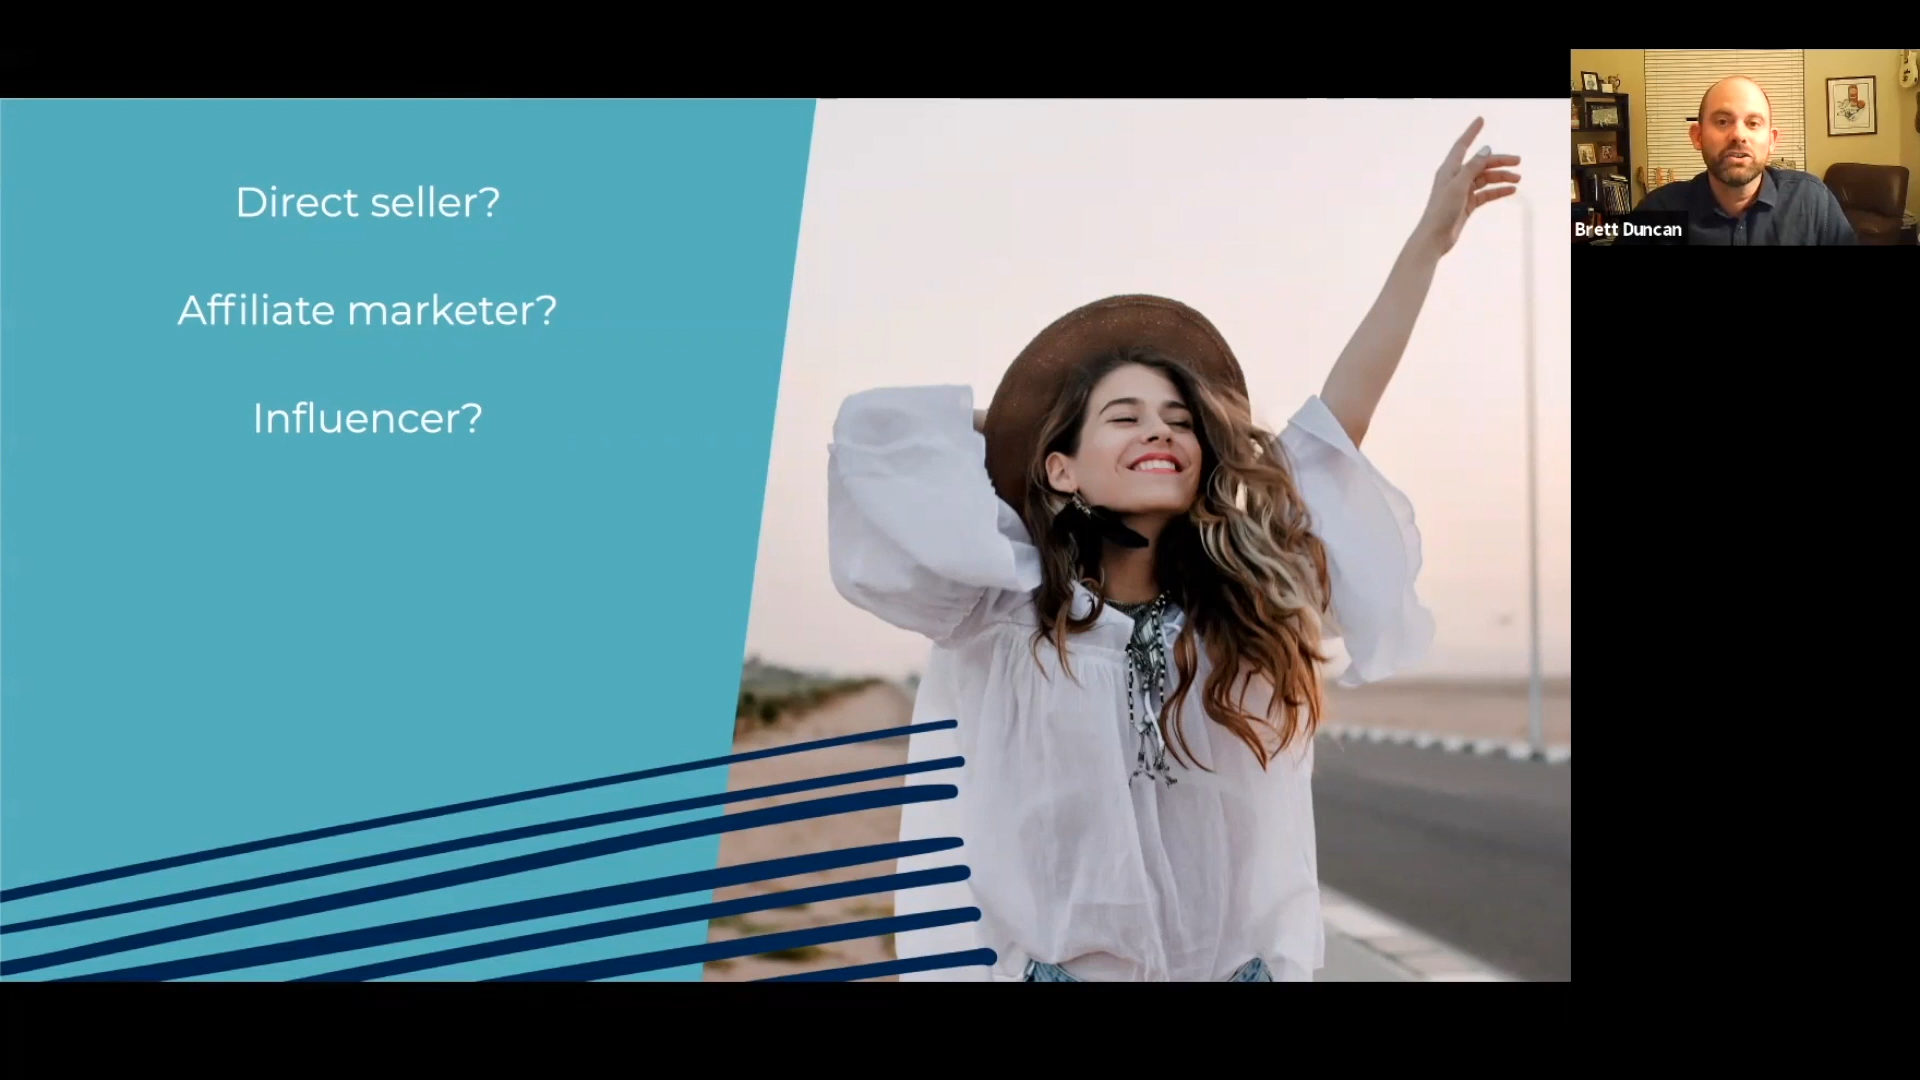 Direct seller?
Affiliate marketer?
Influencer?
Brett Duncan